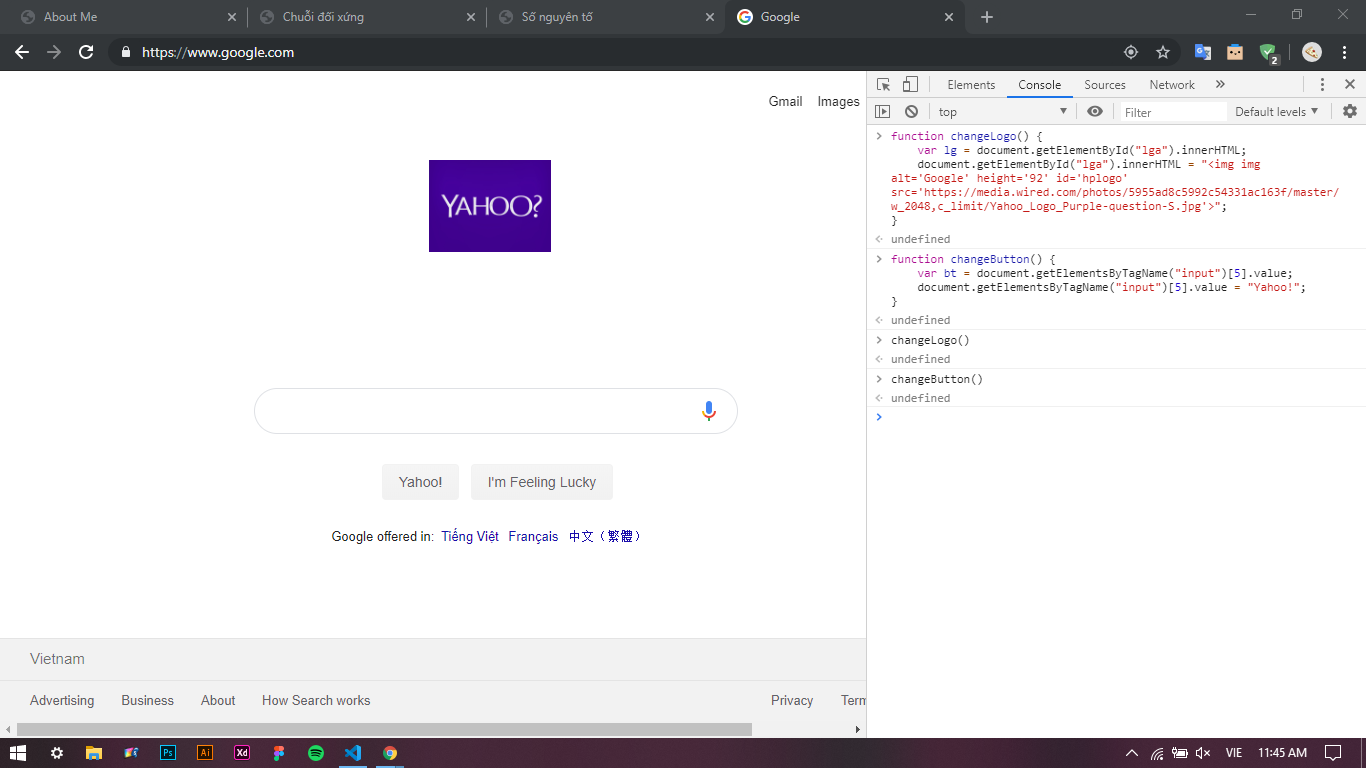 About Me
Chuỗi đối xứng
Số nguyên tố
Google
https://www.google.com
2
Gmail Images
YAHOO?
Yahoo! I'm Feeling Lucky
Google offered in: Tiếng Việt Français 中文（繁體）
Vietnam
Advertising Business About How Search works Privacy Term
Elements Console Sources Network
top Filter Default levels
function changeLogo() {
var lg = document.getElementById("lga").innerHTML;
document.getElementById("lga").innerHTML = "<img img
alt='Google' height='92' id='hplogo'
src='https://media.wired.com/photos/5955ad8c5992c54331ac163f/master/
w_2048,c_limit/Yahoo_Logo_Purple-question-S.jpg'>";
}
undefined
function changeButton() {
var bt = document.getElementsByTagName("input")[5].value;
document.getElementsByTagName("input")[5].value = "Yahoo!";
}
undefined
changeLogo()
undefined
changeButton()
undefined
Ps Ai Xd
VIE 11:45 AM